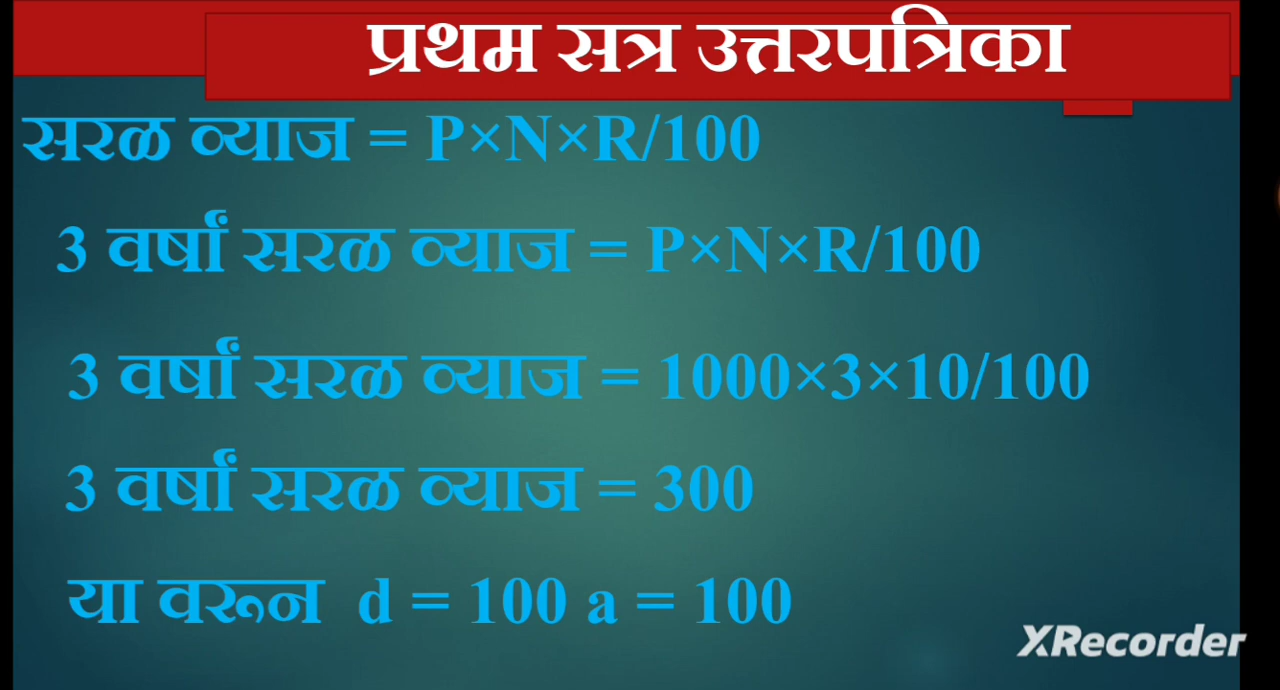 प्रथम सत्र उत्तरपत्रिका
सरळ व्याज = P×N×R/100
3 वर्षां सरळ व्याज = P×N×R/100
3 वर्षां सरळ व्याज = 1000×3×10/100
3 वर्षां सरळ व्याज = 300
या वरून d = 100 a = 100
XRecorder